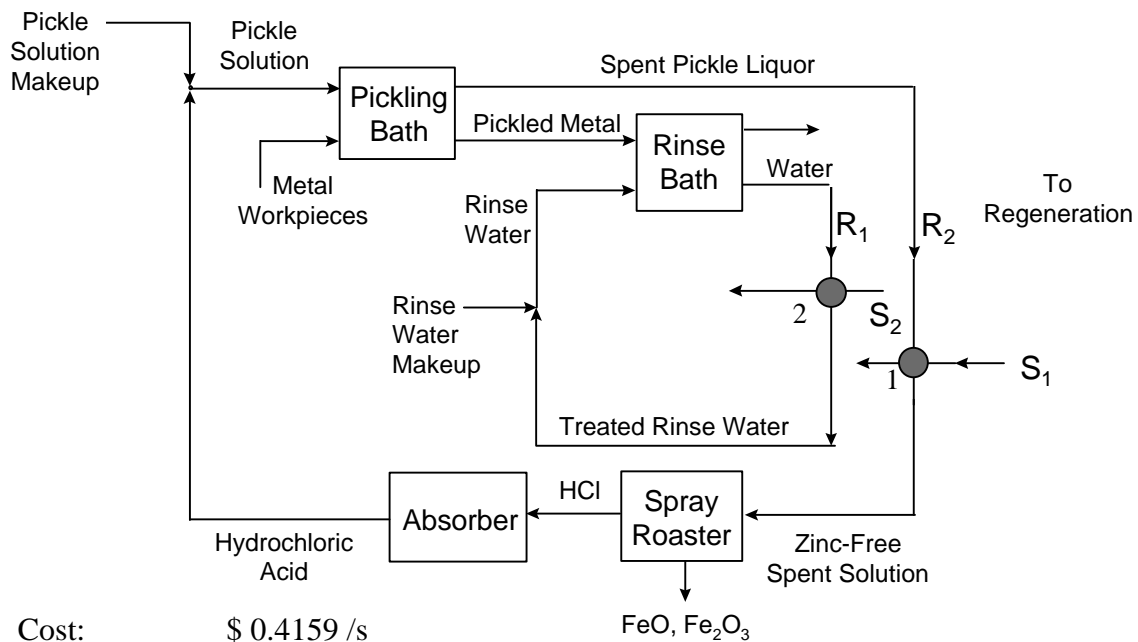 Pickle
Solution
Makeup
Pickle
Solution
Spent Pickle Liquor
Pickling
Bath
Pickled Metal
Rinse
Bath
Water
Metal
Workpieces
Rinse
Water
To
Regeneration
R₁
R₂
Rinse
Water
Makeup
2
S₂
1
S₁
Treated Rinse Water
HCl
Absorber
Spray
Roaster
Hydrochloric
Acid
Zinc-Free
Spent Solution
Cost: $ 0.4159 /s
FeO, Fe₂O₃